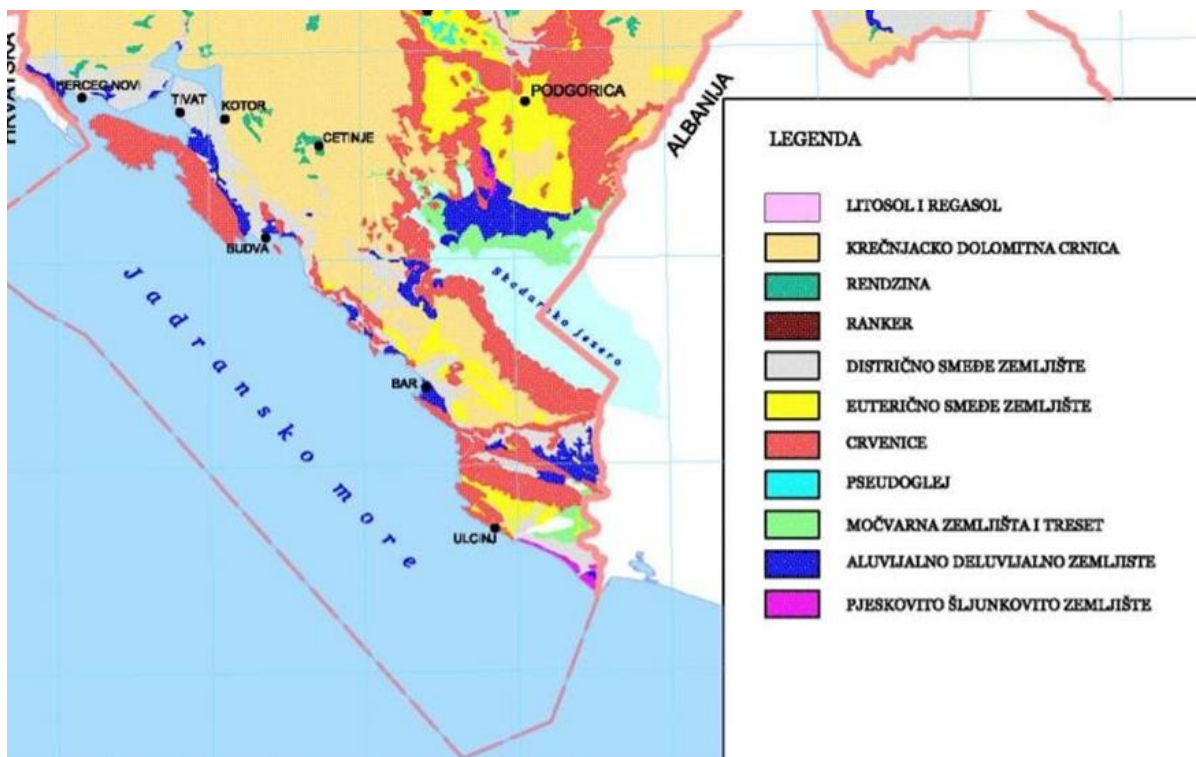 HRVATSKA
HERCEG NOVI
TIVAT
KOTOR
CETINJE
PODGORICA
ALBANIJA
BUDVA
Skadarsko jezero
BAR
Jadransko more
ULCINJ
LEGENDA
LITOSOL I REGASOL
KREČNJACKO DOLOMITNA CRNICA
RENDZINA
RANKER
DISTRIČNO SMEĐE ZEMLJIŠTE
EUTERIČNO SMEĐE ZEMLJIŠTE
CRVENICE
PSEUDOGLEJ
MOČVARNA ZEMLJIŠTA I TRESET
ALUVIJALNO DELUVIJALNO ZEMLJISTE
PJESKOVITO ŠLJUNKOVITO ZEMLJIŠTE